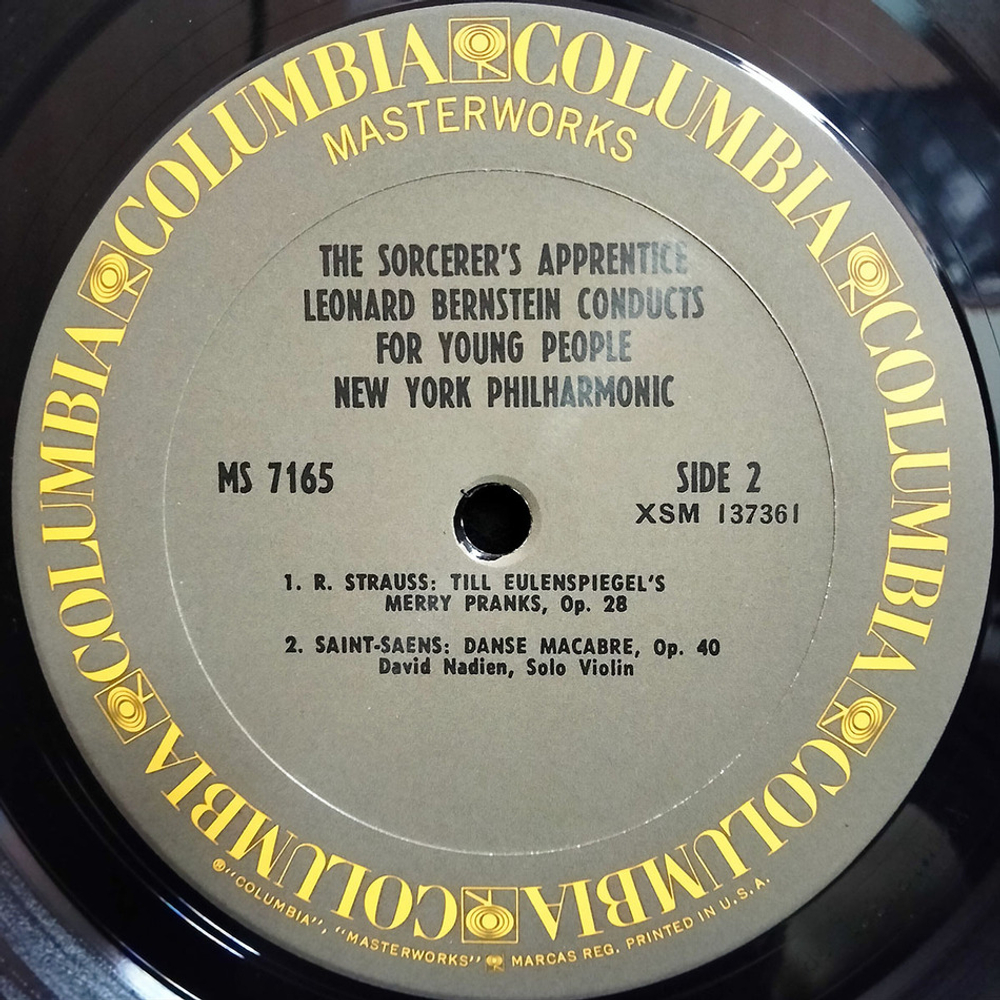 COLUMBIA COLUMBIA COLUMBIA COLUMBIA COLUMBIA COLUMBIA
MASTERWORKS
THE SORCERER'S APPRENTICE
LEONARD BERNSTEIN CONDUCTS
FOR YOUNG PEOPLE
NEW YORK PHILHARMONIC
MS 7165
SIDE 2
XSM 137361
1. R. STRAUSS: TILL EULENSPIEGEL'S
MERRY PRANKS, Op. 28
2. SAINT-SAENS: DANSE MACABRE, Op. 40
David Nadien, Solo Violin
®"COLUMBIA", "MASTERWORKS" MARCAS REG. PRINTED IN U.S.A.